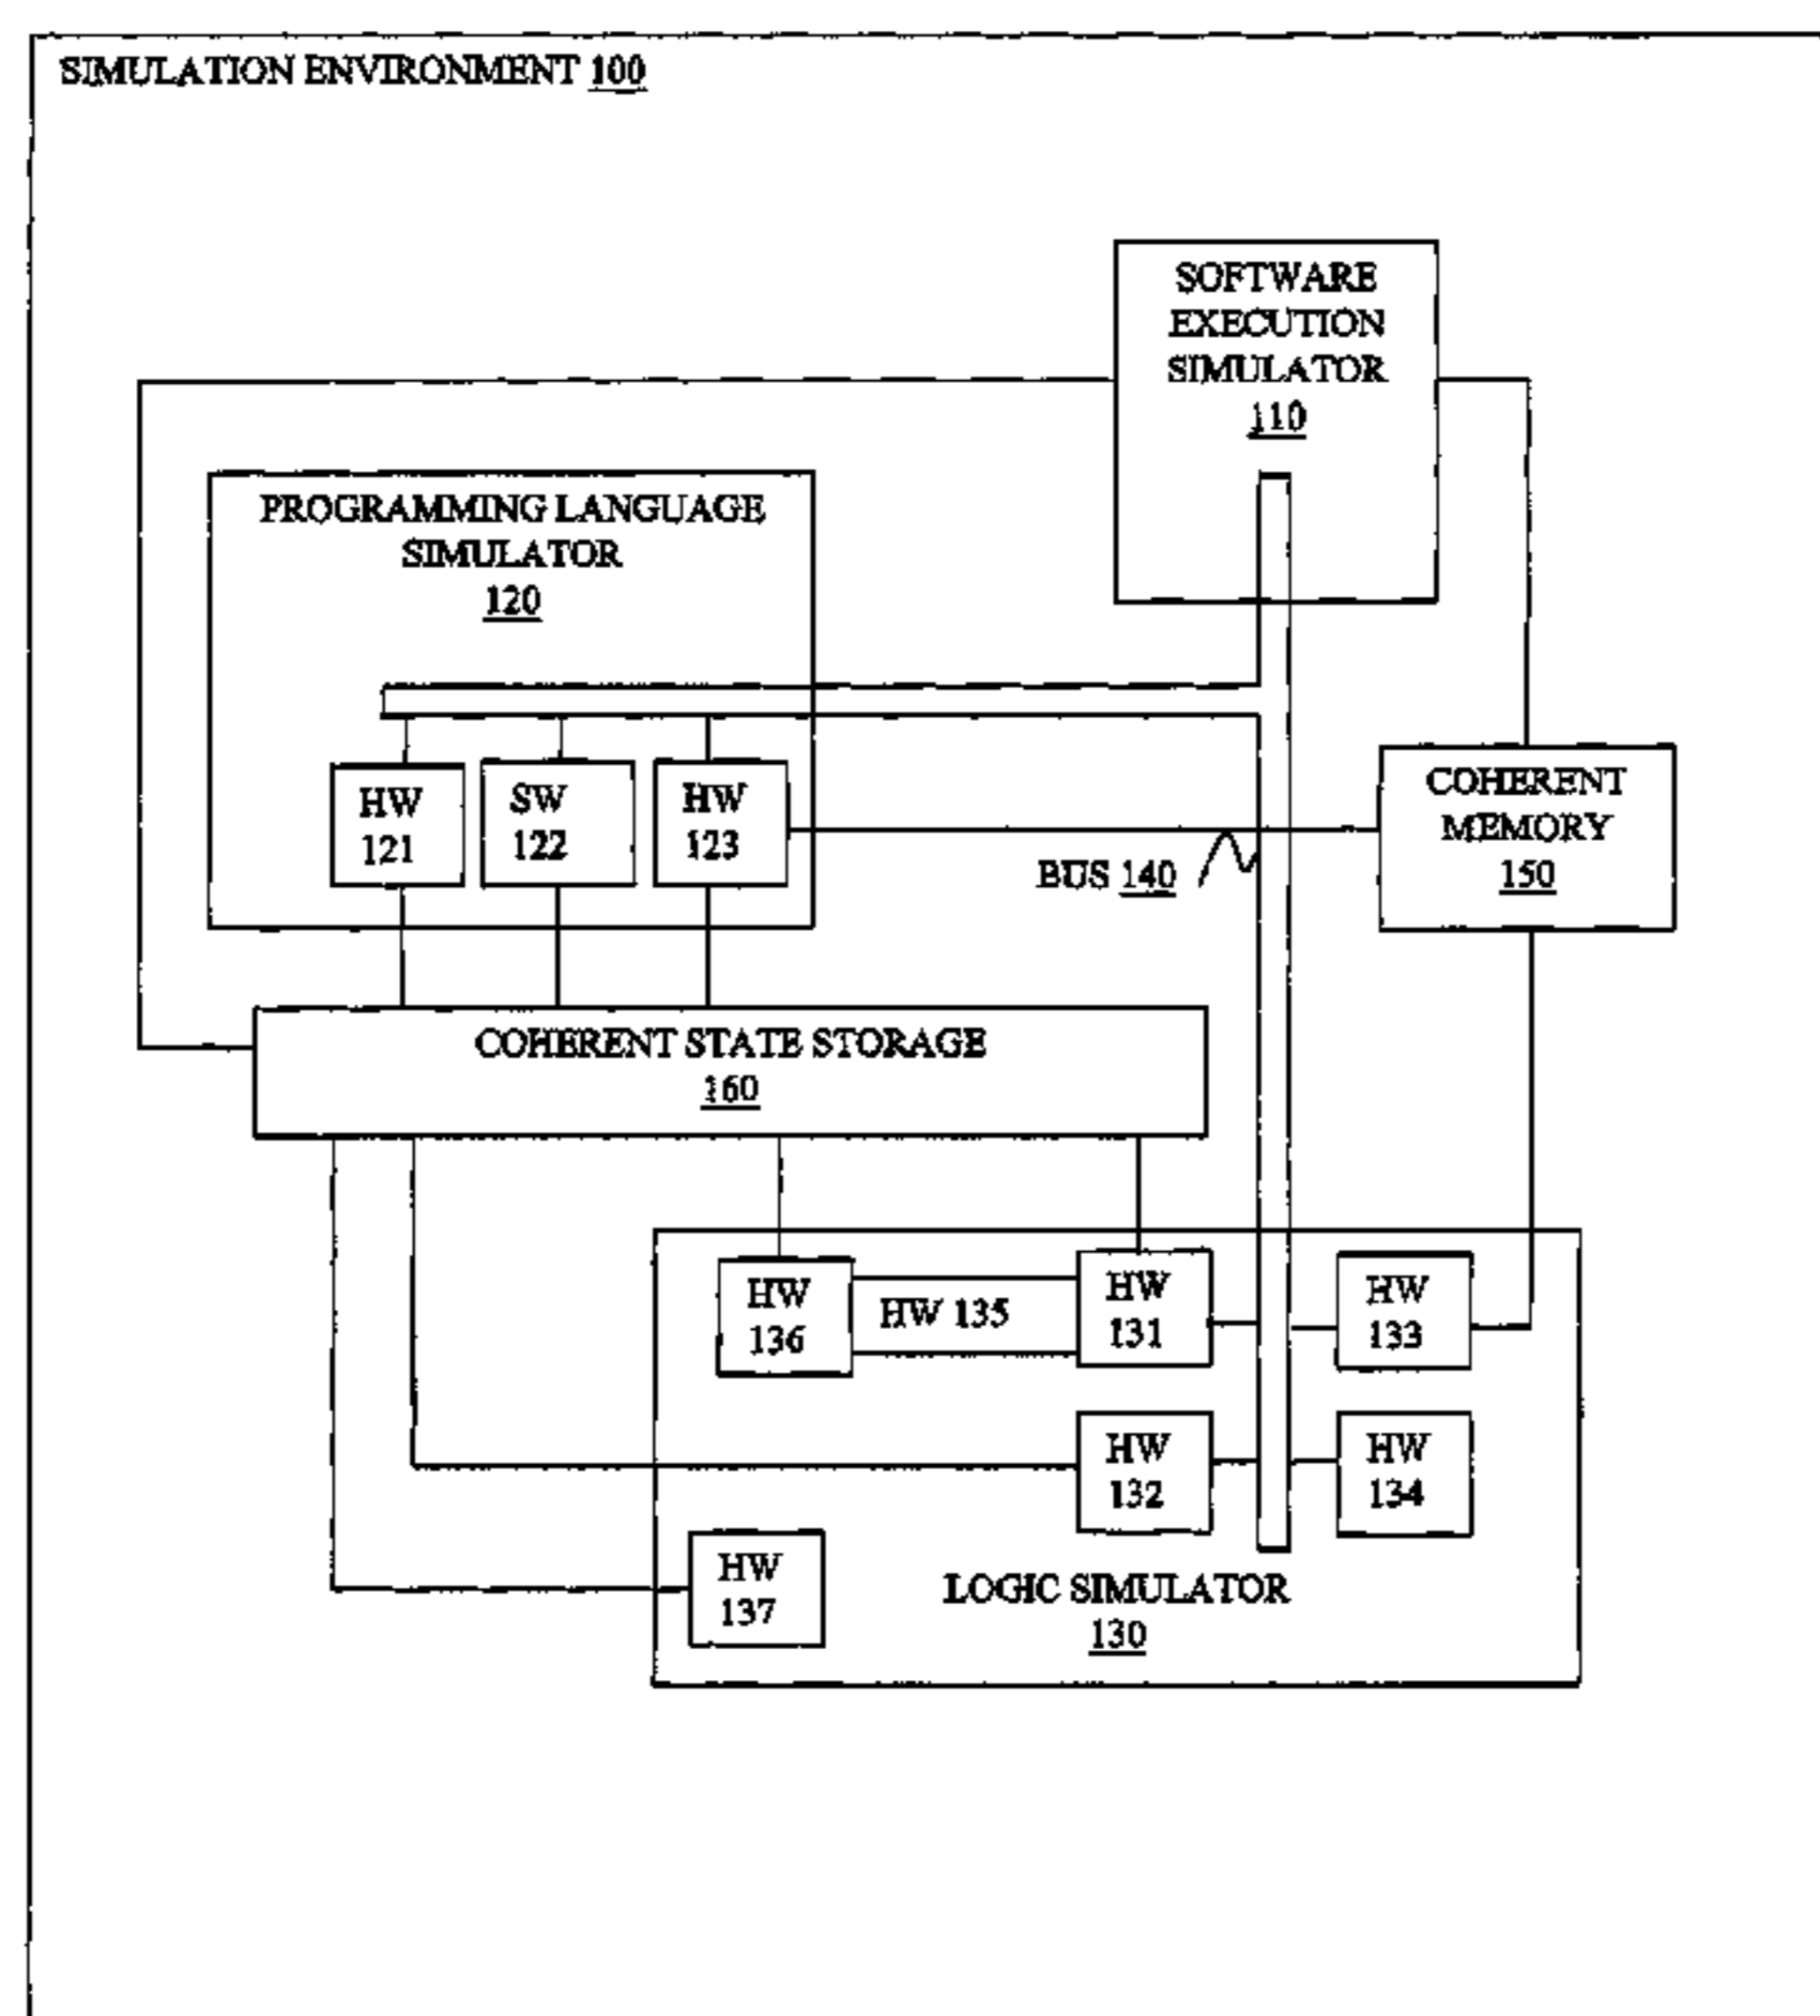 SIMULATION ENVIRONMENT 100
SOFTWARE
EXECUTION
SIMULATOR
110
PROGRAMMING LANGUAGE
SIMULATOR
120
HW
121
SW
122
HW
123
BUS 140
COHERENT
MEMORY
150
COHERENT STATE STORAGE
160
HW
136
HW 135
HW
131
HW
133
HW
132
HW
134
HW
137
LOGIC SIMULATOR
130